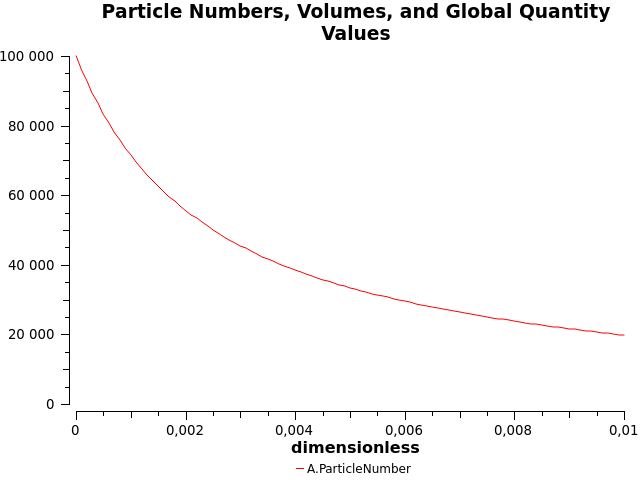 Particle Numbers, Volumes, and Global Quantity
Values
100 000
80 000
60 000
40 000
20 000
0
0 0,002 0,004 0,006 0,008 0,01
dimensionless
A.ParticleNumber